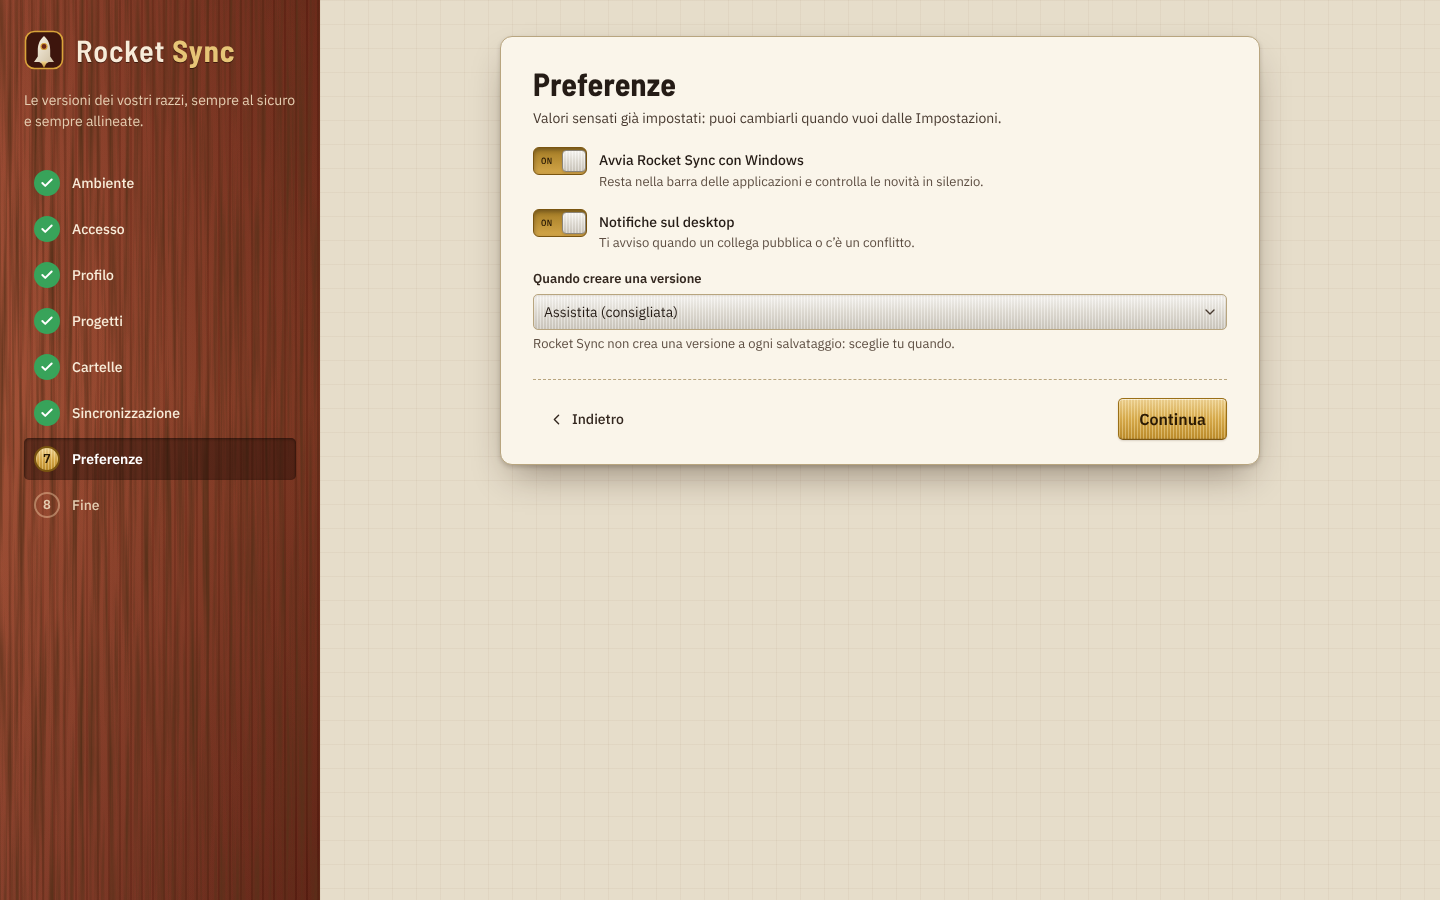 Rocket Sync
Le versioni dei vostri razzi, sempre al sicuro
e sempre allineate.
Ambiente
Accesso
Profilo
Progetti
Cartelle
Sincronizzazione
7 Preferenze
8 Fine
Preferenze
Valori sensati già impostati: puoi cambiarli quando vuoi dalle Impostazioni.
ON Avvia Rocket Sync con Windows
Resta nella barra delle applicazioni e controlla le novità in silenzio.
ON Notifiche sul desktop
Ti avviso quando un collega pubblica o c’è un conflitto.
Quando creare una versione
Assistita (consigliata)
Rocket Sync non crea una versione a ogni salvataggio: sceglie tu quando.
Indietro
Continua